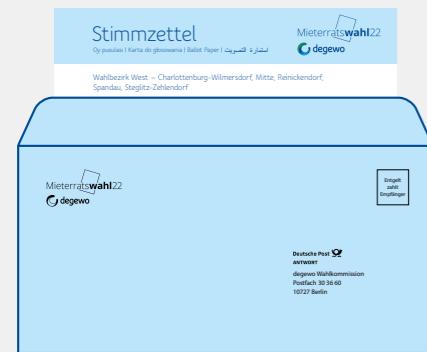 Stimmzettel
Oy pusulası I Karta do głosowania I Ballot Paper I استمارة التصويت
Mieterratswahl22
degewo
Wahlbezirk West – Charlottenburg-Wilmersdorf, Mitte, Reinickendorf,
Spandau, Steglitz-Zehlendorf
Mieterratswahl22
degewo
Entgelt
zahlt
Empfänger
Deutsche Post
ANTWORT
degewo Wahlkommission
Postfach 30 36 60
10727 Berlin